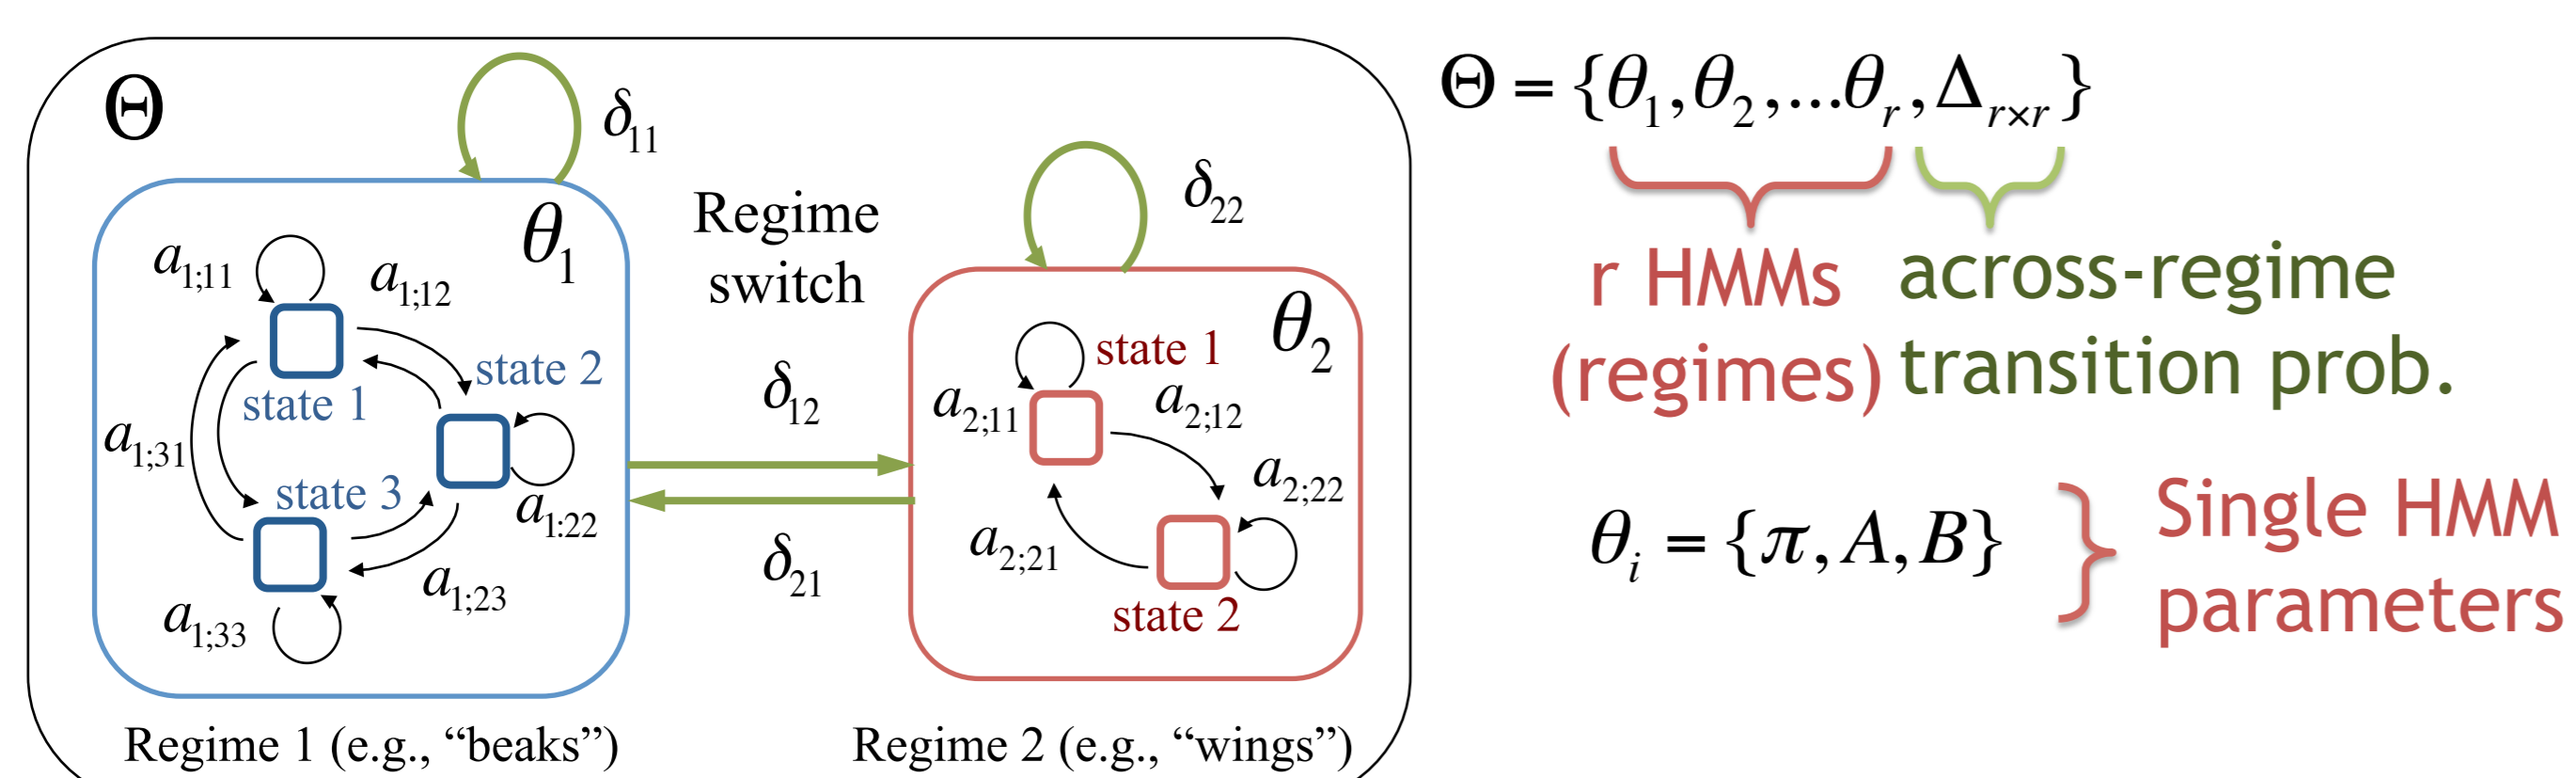 Θ
δ11
θ1
a1;11
a1;12
state 2
state 1
a1;31
state 3
a1:22
a1;23
a1;33
Regime 1 (e.g., “beaks”)
Regime
switch
δ12
δ21
δ22
θ2
state 1
a2;11
a2;12
a2;22
a2;21
state 2
Regime 2 (e.g., “wings”)
Θ = {θ1,θ2,...θr,Δr×r}
r HMMs
(regimes)
across-regime
transition prob.
θi = {π,A,B}
Single HMM
parameters